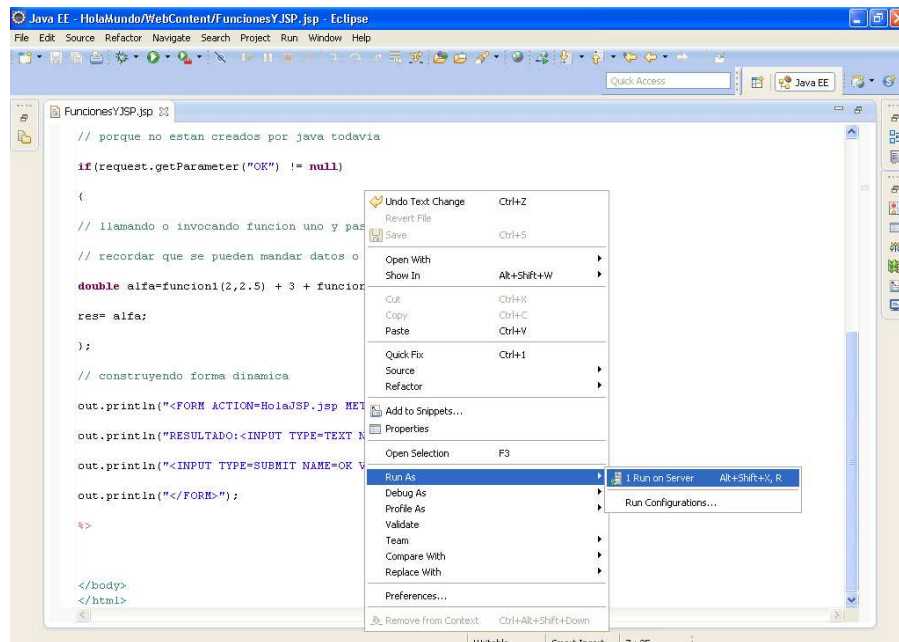 Java EE - HolaMundo/WebContent/FuncionesYJSP.jsp - Eclipse
File Edit Source Refactor Navigate Search Project Run Window Help
Quick Access
Java EE
FuncionesYJSP.jsp
// porque no estan creados por java todavia
if(request.getParameter("OK") != null)
{
// llamando o invocando funcion uno y pas
// recordar que se pueden mandar datos o
double alfa=funcion1(2,2.5) + 3 + funcion
res= alfa;
};
// construyendo forma dinamica
out.println("<FORM ACTION=HolaJSP.jsp MET
out.println("RESULTADO:<INPUT TYPE=TEXT N
out.println("<INPUT TYPE=SUBMIT NAME=OK V
out.println("</FORM>");
%>
</body>
</html>
Undo Text Change Ctrl+Z
Revert File
Save Ctrl+S
Open With
Show In Alt+Shift+W
Cut Ctrl+X
Copy Ctrl+C
Paste Ctrl+V
Quick Fix Ctrl+1
Source
Refactor
Add to Snippets...
Properties
Open Selection F3
Run As
Debug As
Profile As
Validate
Team
Compare With
Replace With
Preferences...
Remove from Context Ctrl+Alt+Shift+Down
1 Run on Server Alt+Shift+X, R
Run Configurations...